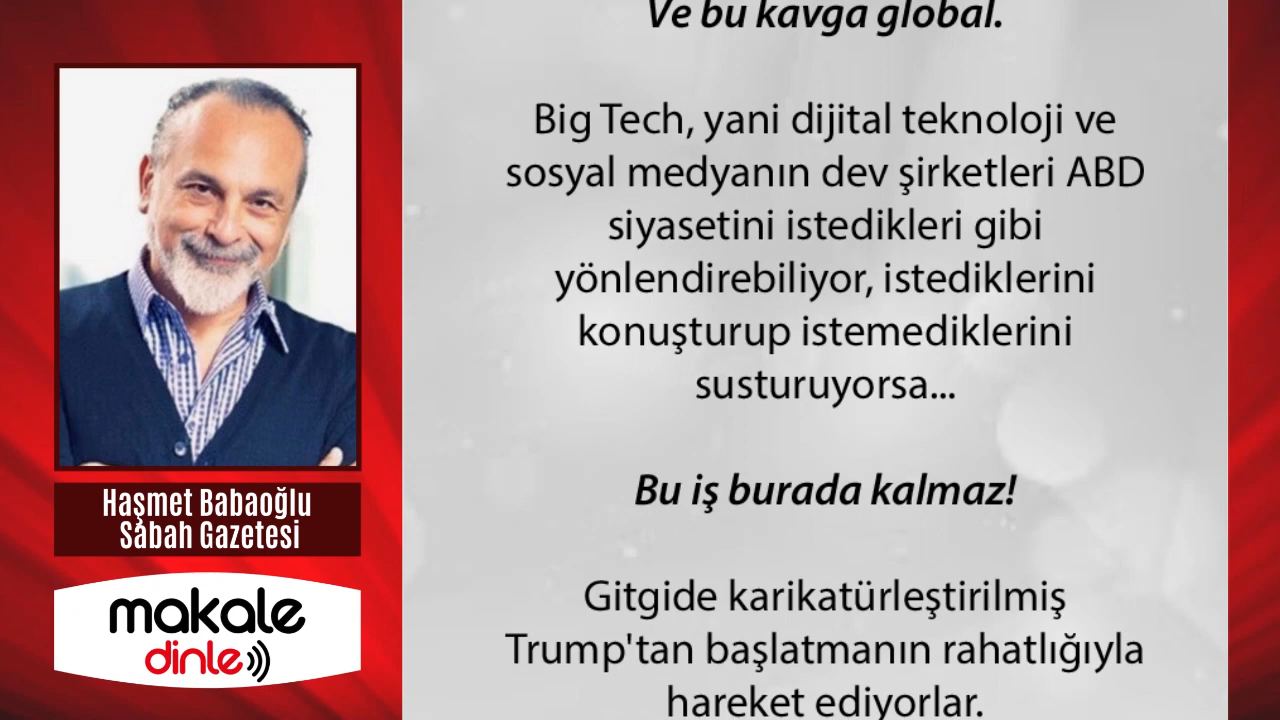 Haşmet Babaoğlu
Sabah Gazetesi
makale
dinle
Ve bu kavga global.
Big Tech, yani dijital teknoloji ve
sosyal medyanın dev şirketleri ABD
siyasetini istedikleri gibi
yönlendirebiliyor, istediklerini
konuşturup istemediklerini
susturuyorsa...
Bu iş burada kalmaz!
Gitgide karikatürleştirilmiş
Trump'tan başlatmanın rahatlığıyla
hareket ediyorlar.